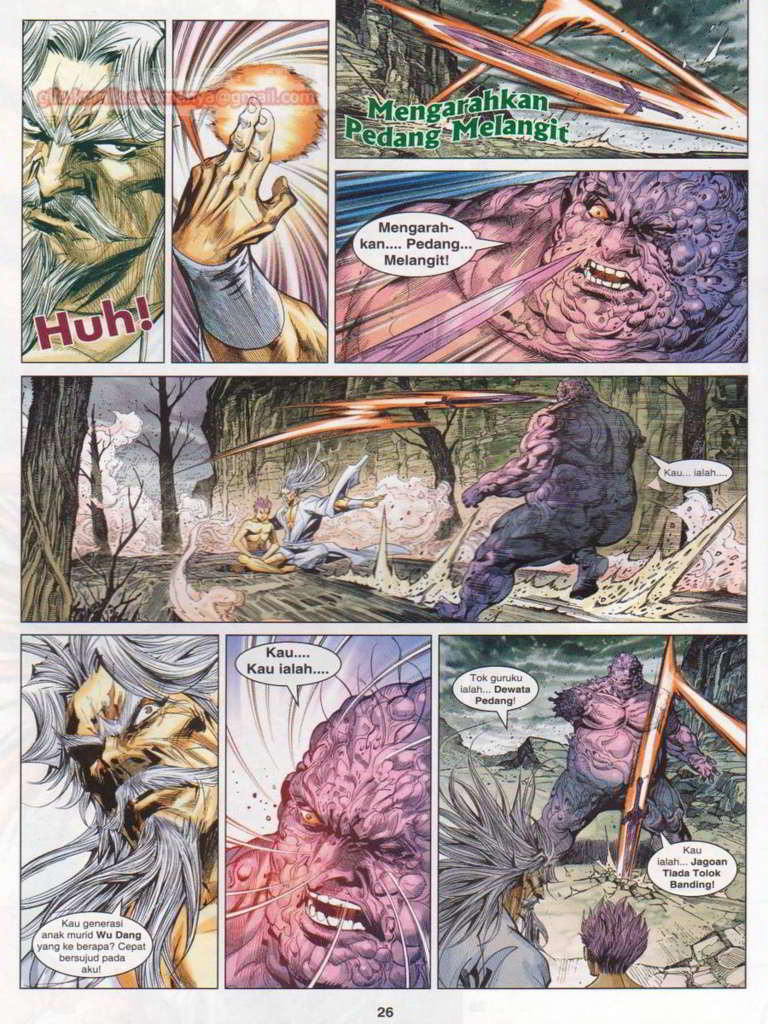 Huh!
Mengarahkan
Pedang Melangit
Mengarah-
kan.... Pedang...
Melangit!
Kau... ialah....
Kau generasi
anak murid Wu Dang
yang ke berapa? Cepat
bersujud pada
aku!
Kau....
Kau ialah....
Tok guruku
ialah... Dewata
Pedang!
Kau
ialah... Jagoan
Tiada Tolok
Banding!
26